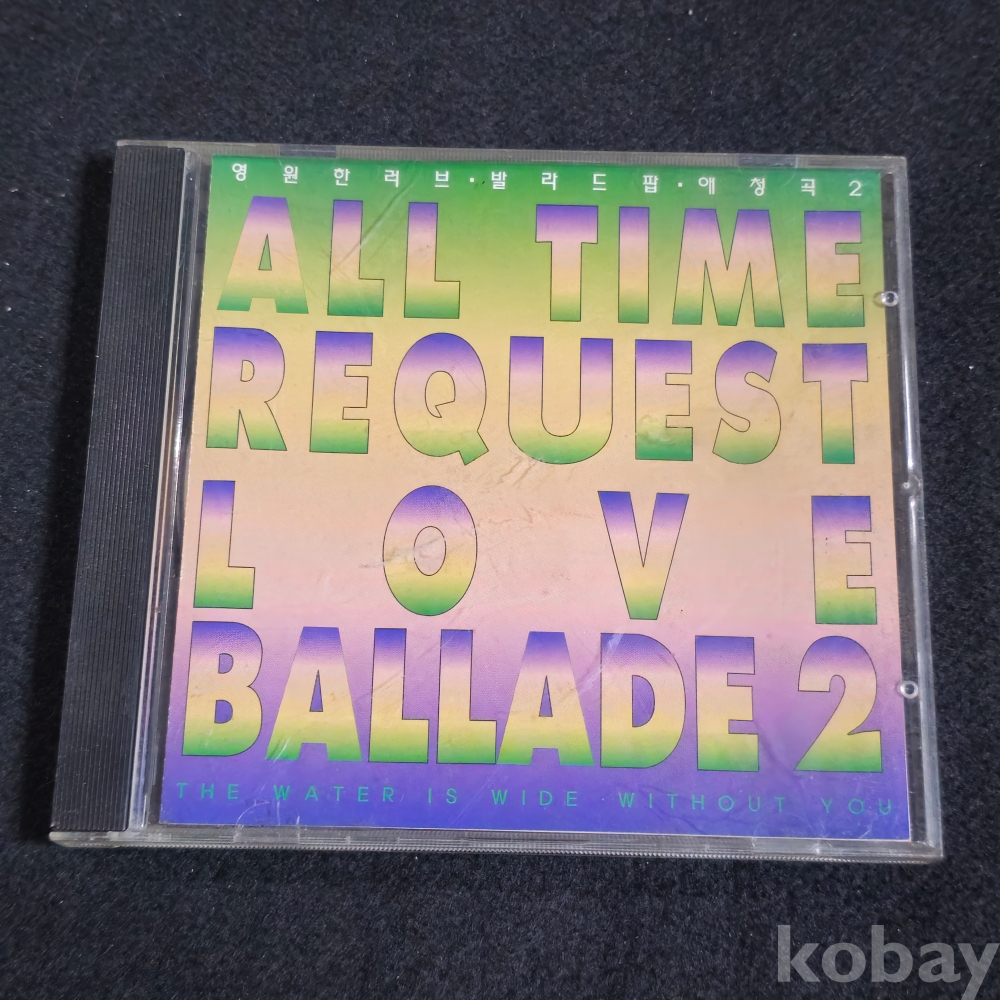 영원한러브·발라드팝·애청곡2
ALL TIME
REQUEST
LOVE
BALLADE 2
THE WATER IS WIDE · WITHOUT YOU
kobay